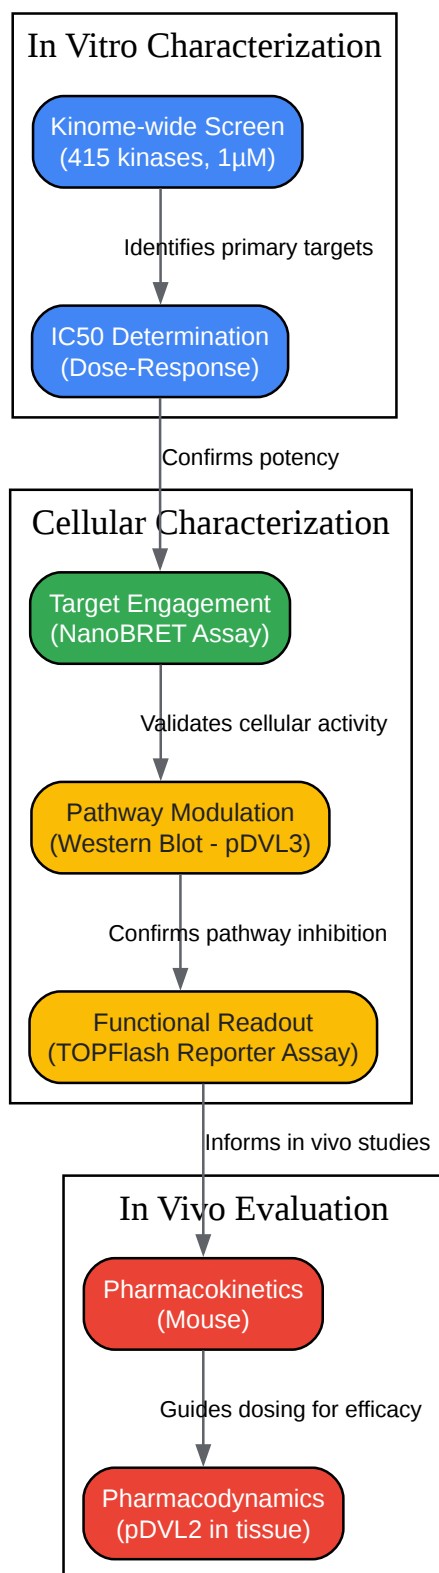 In Vitro Characterization
Kinome-wide Screen
(415 kinases, 1µM)
Identifies primary targets
IC50 Determination
(Dose-Response)
Confirms potency
Cellular Characterization
Target Engagement
(NanoBRET Assay)
Validates cellular activity
Pathway Modulation
(Western Blot - pDVL3)
Confirms pathway inhibition
Functional Readout
(TOPFlash Reporter Assay)
Informs in vivo studies
In Vivo Evaluation
Pharmacokinetics
(Mouse)
Guides dosing for efficacy
Pharmacodynamics
(pDVL2 in tissue)